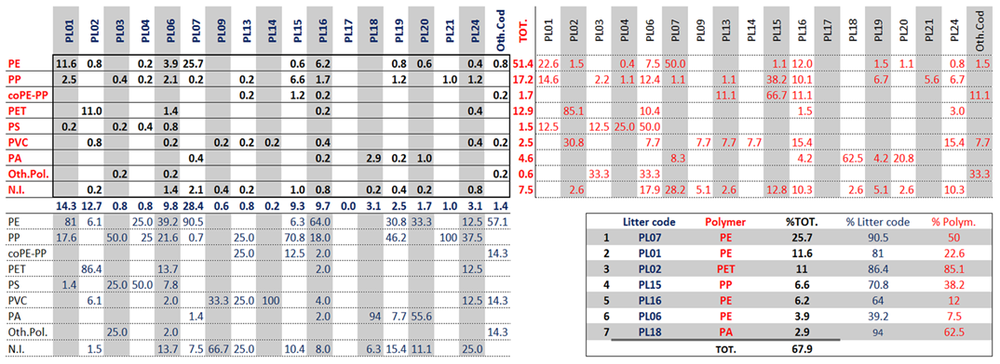 PL01 PL02 PL03 PL04 PL06 PL07 PL09 PL13 PL14 PL15 PL16 PL17 PL18 PL19 PL20 PL21 PL24 Oth.Cod TOT. PL01 PL02 PL03 PL04 PL06 PL07 PL09 PL13 PL14 PL15 PL16 PL17 PL18 PL19 PL20 PL21 PL24 Oth.Cod
PE 11.6 0.8 0.2 3.9 25.7 0.6 6.2 0.8 0.6 0.4 0.8 51.4 22.6 1.5 0.4 7.5 50.0 1.1 12.0 1.5 1.1 0.8 1.5
PP 2.5 0.4 0.2 2.1 0.2 0.2 6.6 1.7 1.2 1.0 1.2 17.2 14.6 2.2 1.1 12.4 1.1 1.1 38.2 10.1 6.7 5.6 6.7
coPE-PP 0.2 1.2 0.2 0.2 1.7 11.1 66.7 11.1 11.1
PET 11.0 1.4 0.2 0.4 12.9 85.1 10.4 1.5 3.0
PS 0.2 0.2 0.4 0.8 1.5 12.5 12.5 25.0 50.0
PVC 0.8 0.2 0.2 0.2 0.2 0.4 0.4 0.2 2.5 30.8 7.7 9.7 7.7 7.7 15.4 15.4 7.7
PA 0.4 0.2 2.9 0.2 1.0 4.6 8.3 4.2 62.5 4.2 20.8
Oth.Pol. 0.2 0.2 0.2 0.6 33.3 33.3 33.3
N.I. 0.2 1.4 2.1 0.4 0.2 1.0 0.8 0.2 0.4 0.2 0.8 7.5 2.6 17.9 28.2 5.1 2.6 12.8 10.3 2.6 5.1 2.6 10.3
14.3 12.7 0.8 0.8 9.8 28.4 0.6 0.8 0.2 9.3 9.7 0.0 3.1 2.5 1.7 1.0 3.1 1.4
PE 81 6.1 25.0 39.2 90.5 6.3 64.0 30.8 33.3 12.5 57.1
PP 17.6 50.0 25 21.6 0.7 25.0 70.8 18.0 46.2 100 37.5
coPE-PP 25.0 12.5 2.0 14.3
PET 86.4 13.7 2.0 12.5
PS 1.4 25.0 50.0 7.8
PVC 6.1 2.0 33.3 25.0 100 4.0 12.5 14.3
PA 1.4 2.0 94 7.7 55.6
Oth.Pol. 25.0 2.0 14.3
N.I. 1.5 13.7 7.5 66.7 25.0 10.4 8.0 6.3 15.4 11.1 25.0
Litter code Polymer %TOT. % Litter code % Polym.
1 PL07 PE 25.7 90.5 50
2 PL01 PE 11.6 81 22.6
3 PL02 PET 11 86.4 85.1
4 PL15 PP 6.6 70.8 38.2
5 PL16 PE 6.2 64 12
6 PL06 PE 3.9 39.2 7.5
7 PL18 PA 2.9 94 62.5
TOT. 67.9